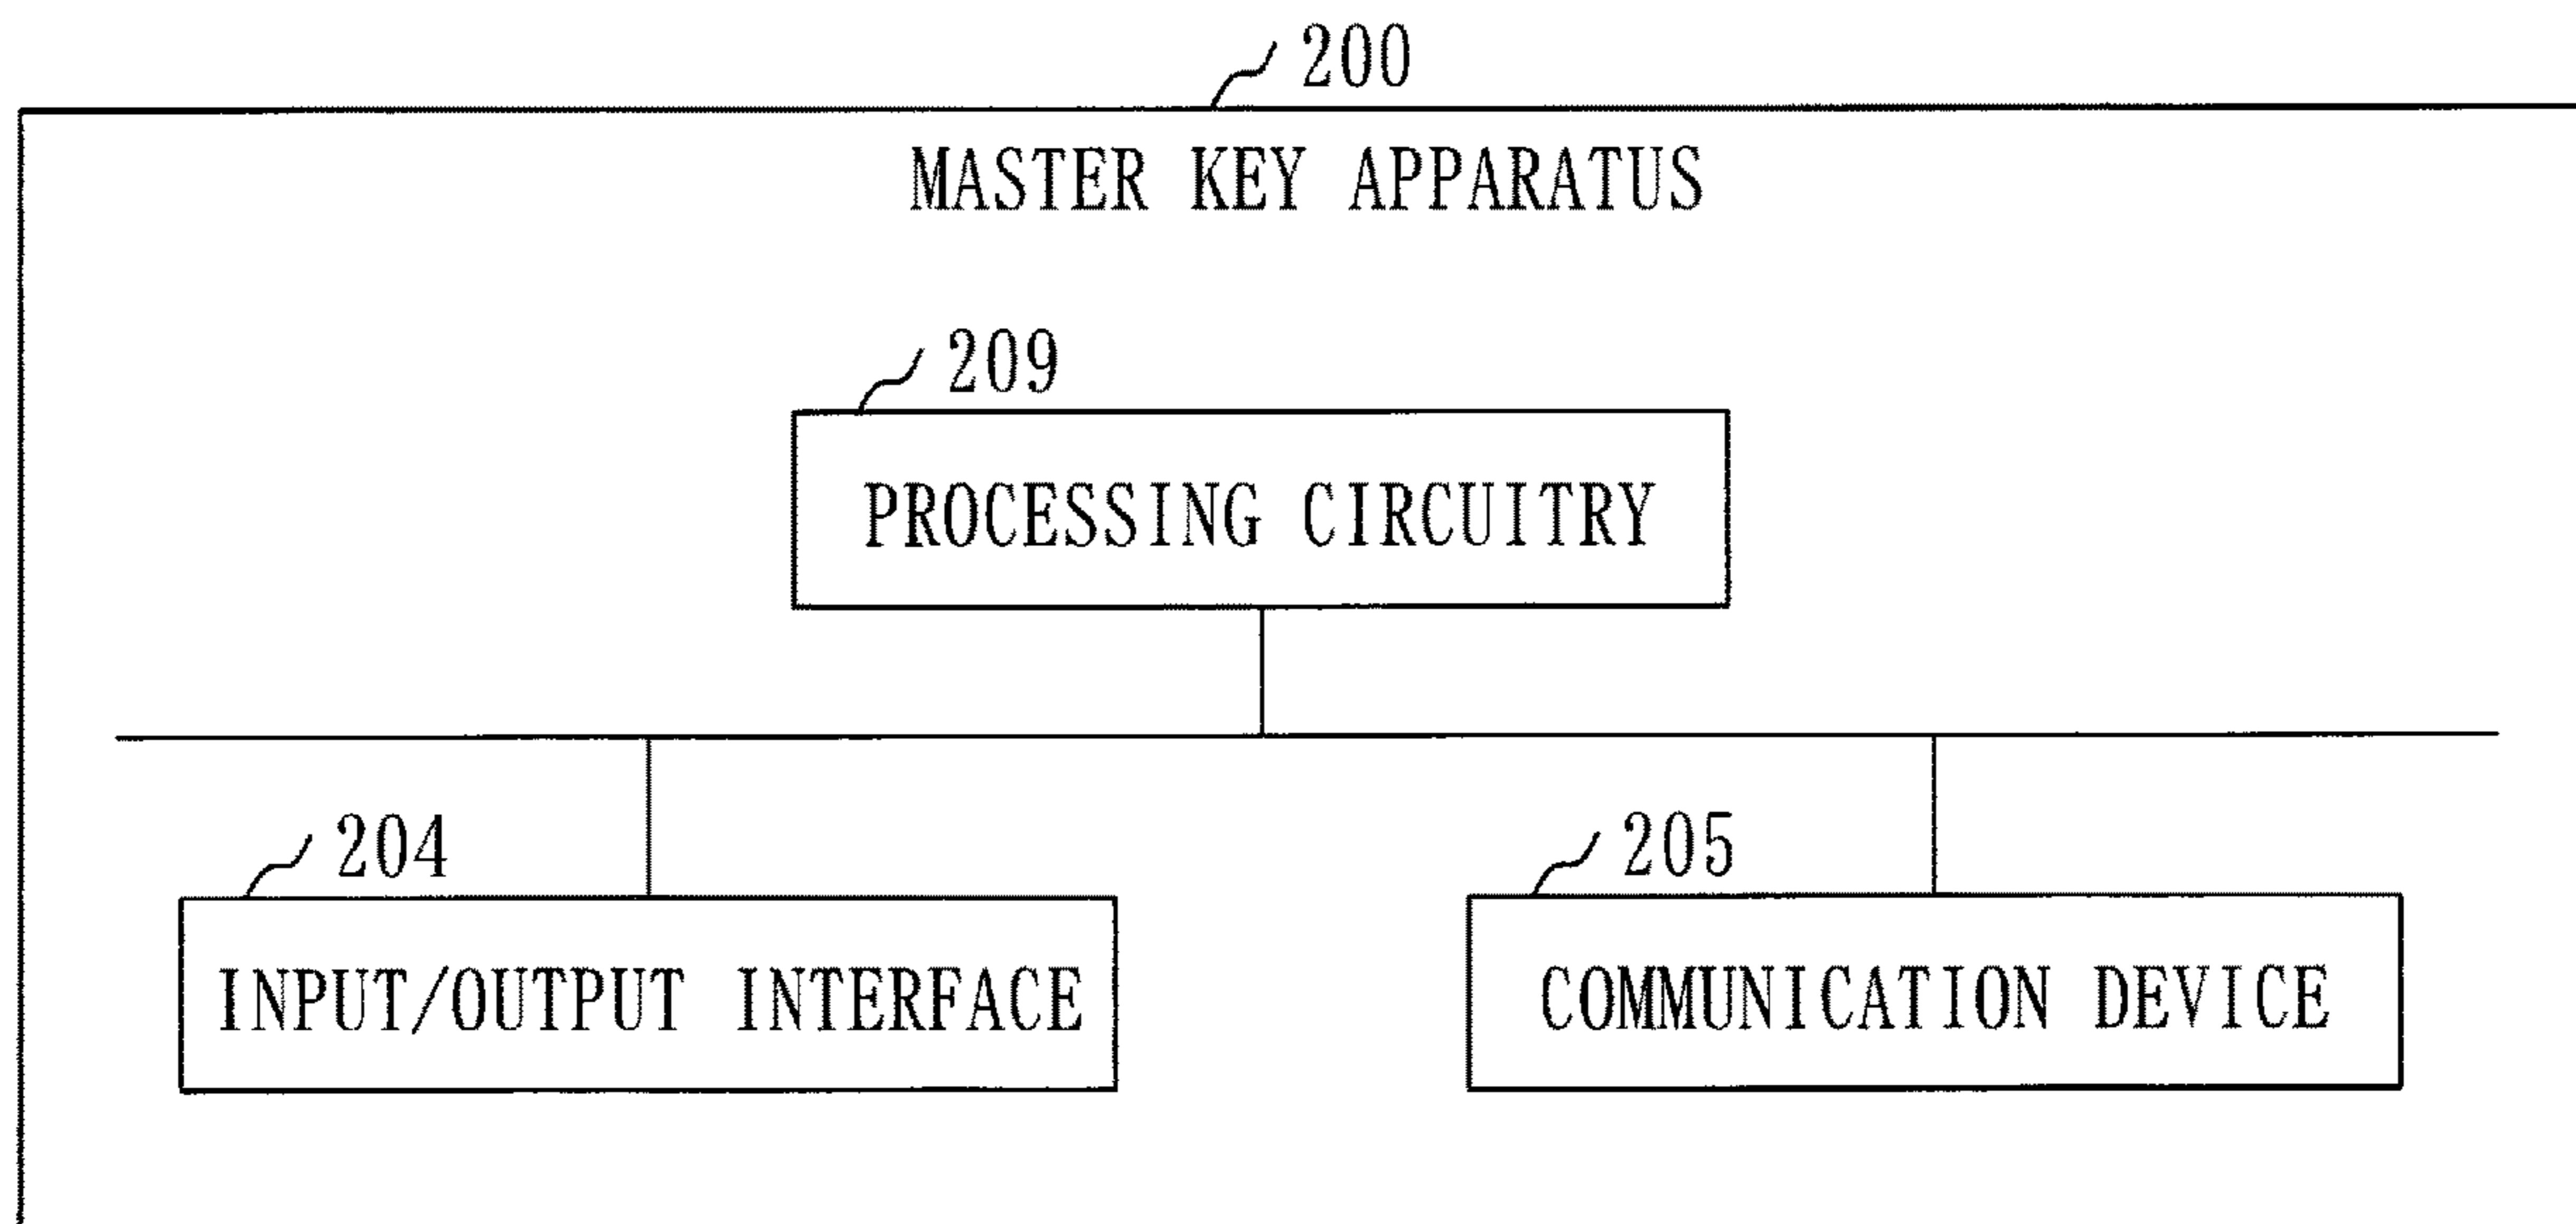 200
MASTER KEY APPARATUS
209
PROCESSING CIRCUITRY
204
INPUT/OUTPUT INTERFACE
205
COMMUNICATION DEVICE